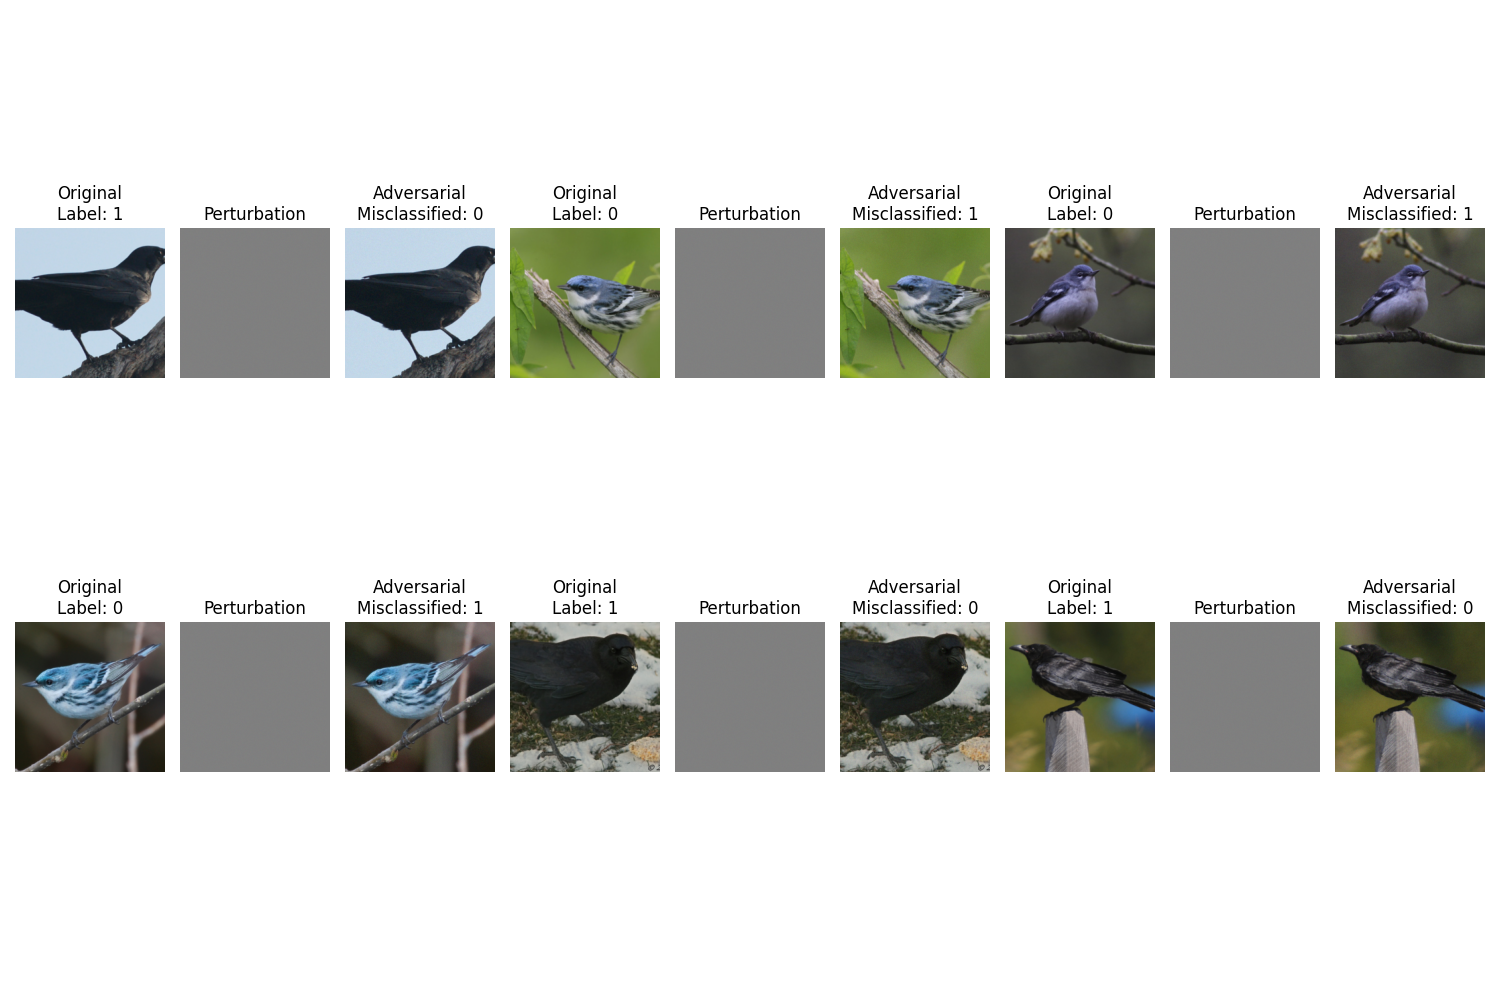 Original
Label: 1
Perturbation
Adversarial
Misclassified: 0
Original
Label: 0
Perturbation
Adversarial
Misclassified: 1
Original
Label: 0
Perturbation
Adversarial
Misclassified: 1
Original
Label: 0
Perturbation
Adversarial
Misclassified: 1
Original
Label: 1
Perturbation
Adversarial
Misclassified: 0
Original
Label: 1
Perturbation
Adversarial
Misclassified: 0